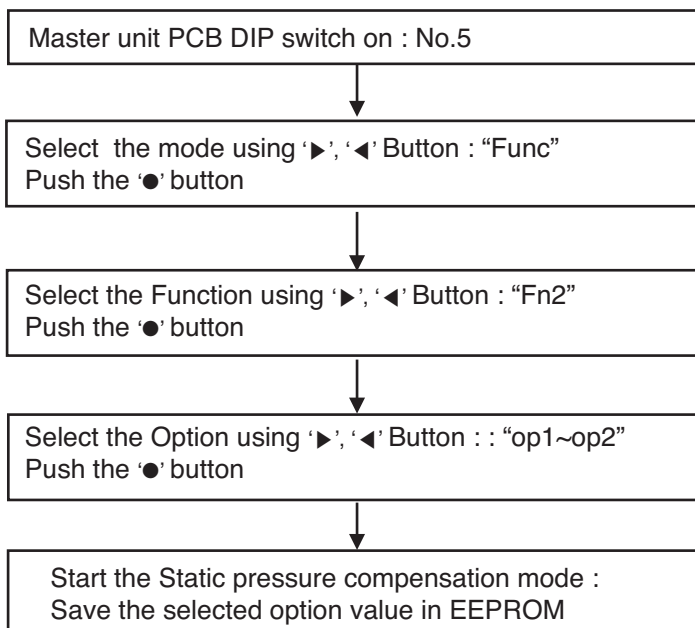 Master unit PCB DIP switch on : No.5
Select the mode using ‘▶’, ‘◀’ Button : “Func”
Push the ‘●’ button
Select the Function using ‘▶’, ‘◀’ Button : “Fn2”
Push the ‘●’ button
Select the Option using ‘▶’, ‘◀’ Button : : “op1~op2”
Push the ‘●’ button
Start the Static pressure compensation mode :
Save the selected option value in EEPROM